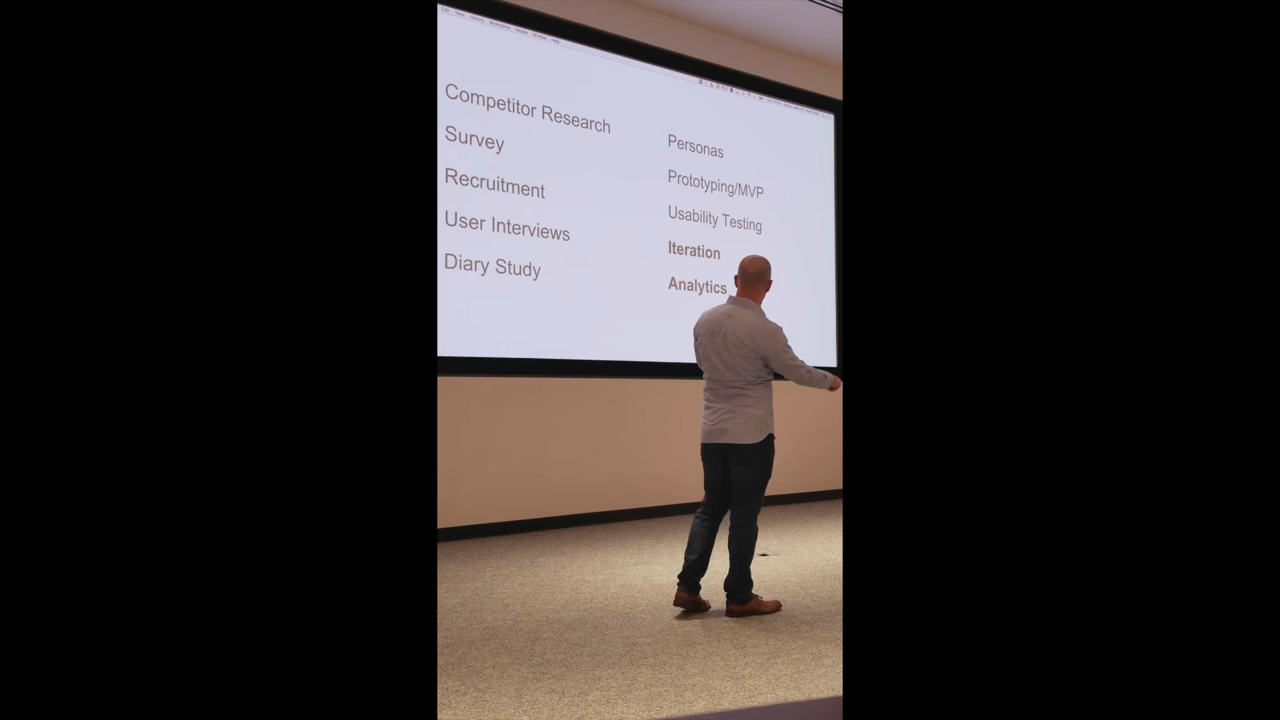 Competitor Research
Survey
Recruitment
User Interviews
Diary Study
Personas
Prototyping/MVP
Usability Testing
Iteration
Analytics